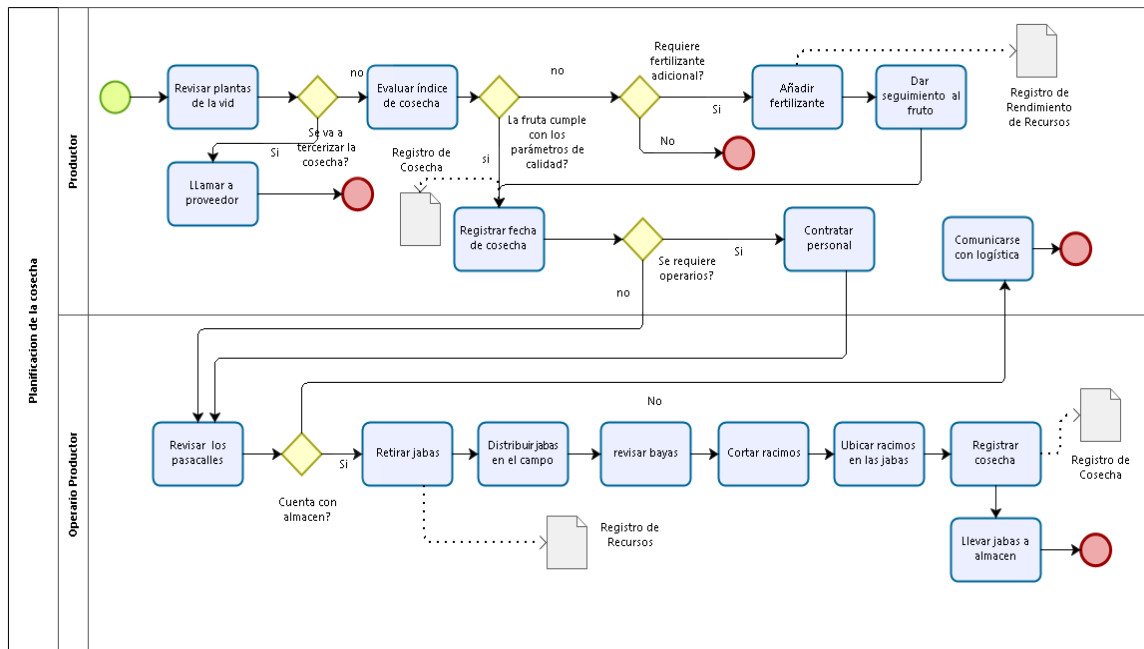 Planificacion de la cosecha
Productor
Revisar plantas
de la vid
no
Se va a
tercerizar la
cosecha?
Si
LLamar a
proveedor
Evaluar índice
de cosecha
no
La fruta cumple
con los
parámetros de
calidad?
si
Registro de
Cosecha
Requiere
fertilizante
adicional?
Si
No
Añadir
fertilizante
Dar
seguimiento al
fruto
Registro de
Rendimiento
de Recursos
Registrar fecha
de cosecha
Se requiere
operarios?
Si
no
Contratar
personal
Comunicarse
con logística
Operario Productor
Revisar los
pasacalles
Cuenta con
almacen?
Si
No
Retirar jabas
Registro de
Recursos
Distribuir jabas
en el campo
revisar bayas
Cortar racimos
Ubicar racimos
en las jabas
Registrar
cosecha
Registro de
Cosecha
Llevar jabas a
almacen